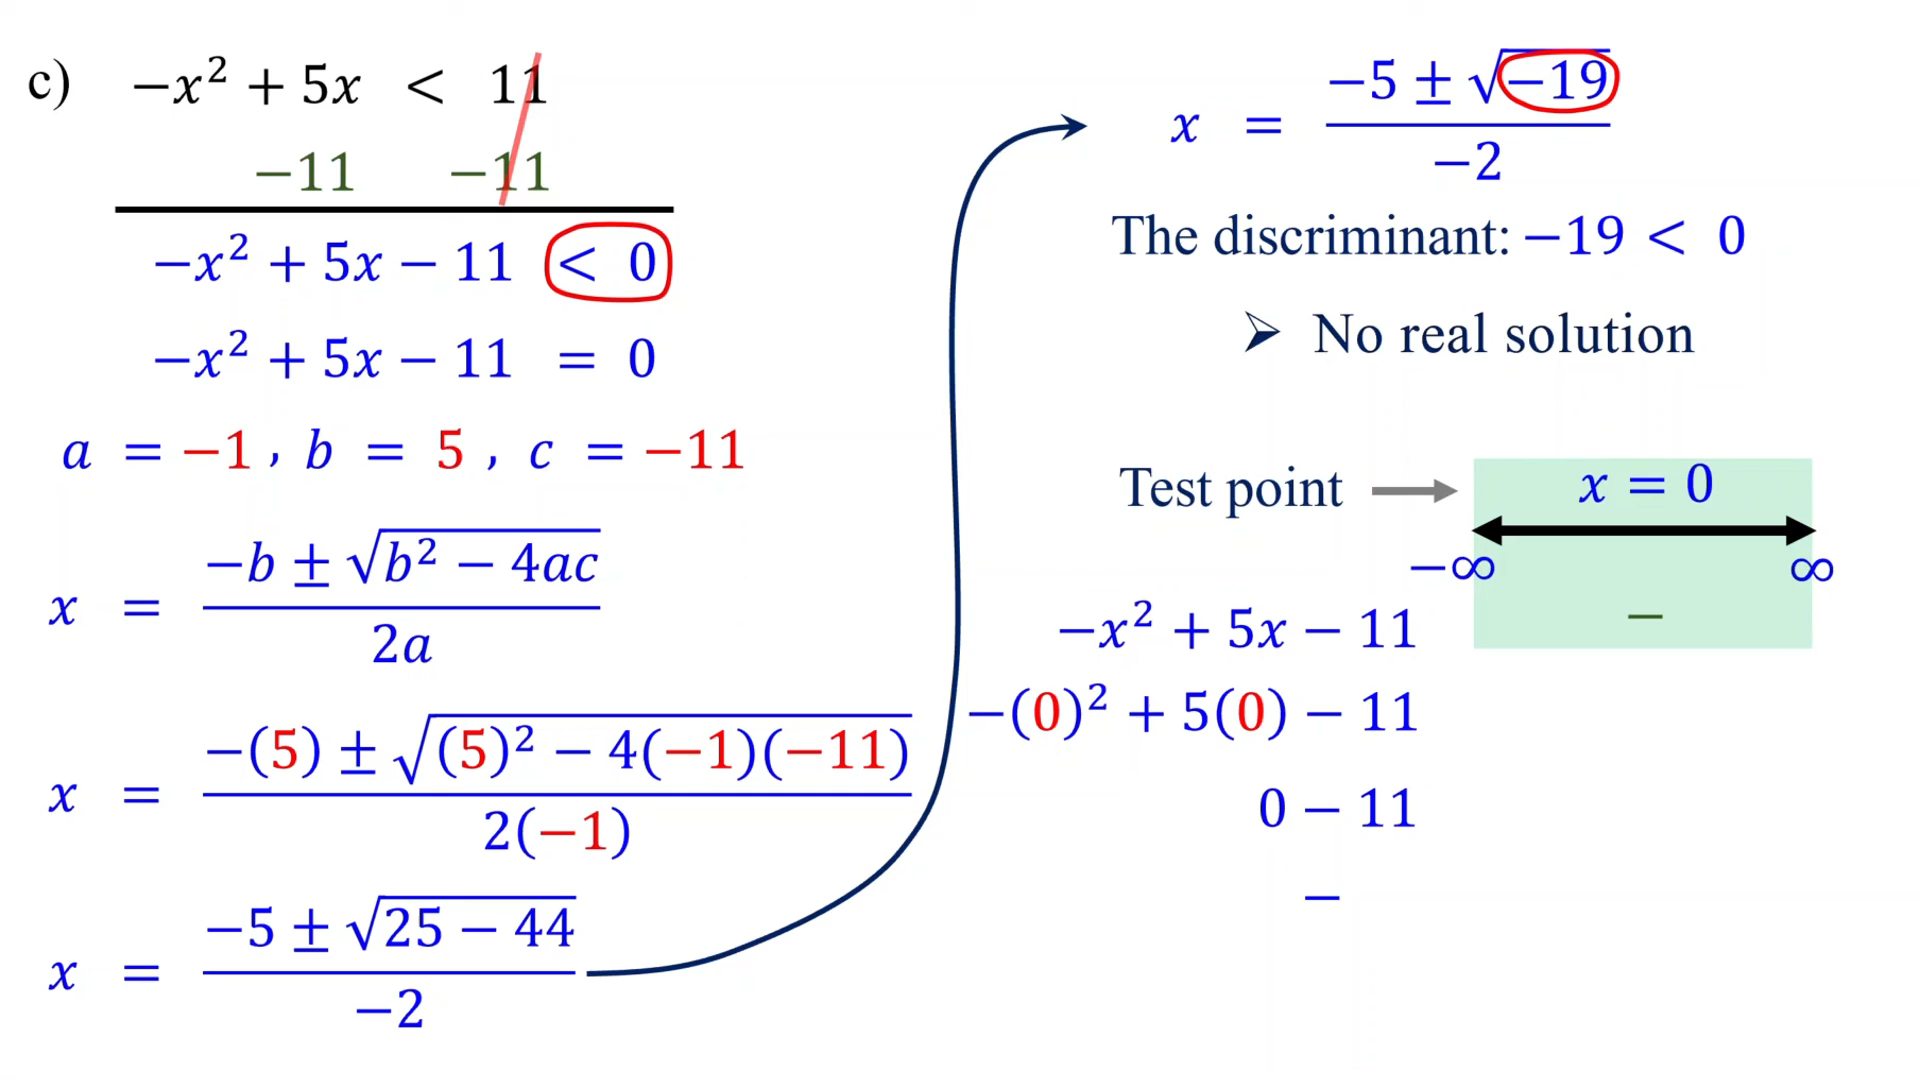 c) −x² + 5x < 11
−11 −11
−x² + 5x − 11 < 0
−x² + 5x − 11 = 0
a = −1 , b = 5 , c = −11
x = (−b ± √(b² − 4ac)) / 2a
x = (−(5) ± √((5)² − 4(−1)(−11))) / 2(−1)
x = (−5 ± √(25 − 44)) / −2
x = (−5 ± √(−19)) / −2
The discriminant: −19 < 0
➢ No real solution
Test point x = 0
−∞ ∞
−
−x² + 5x − 11
−(0)² + 5(0) − 11
0 − 11
−